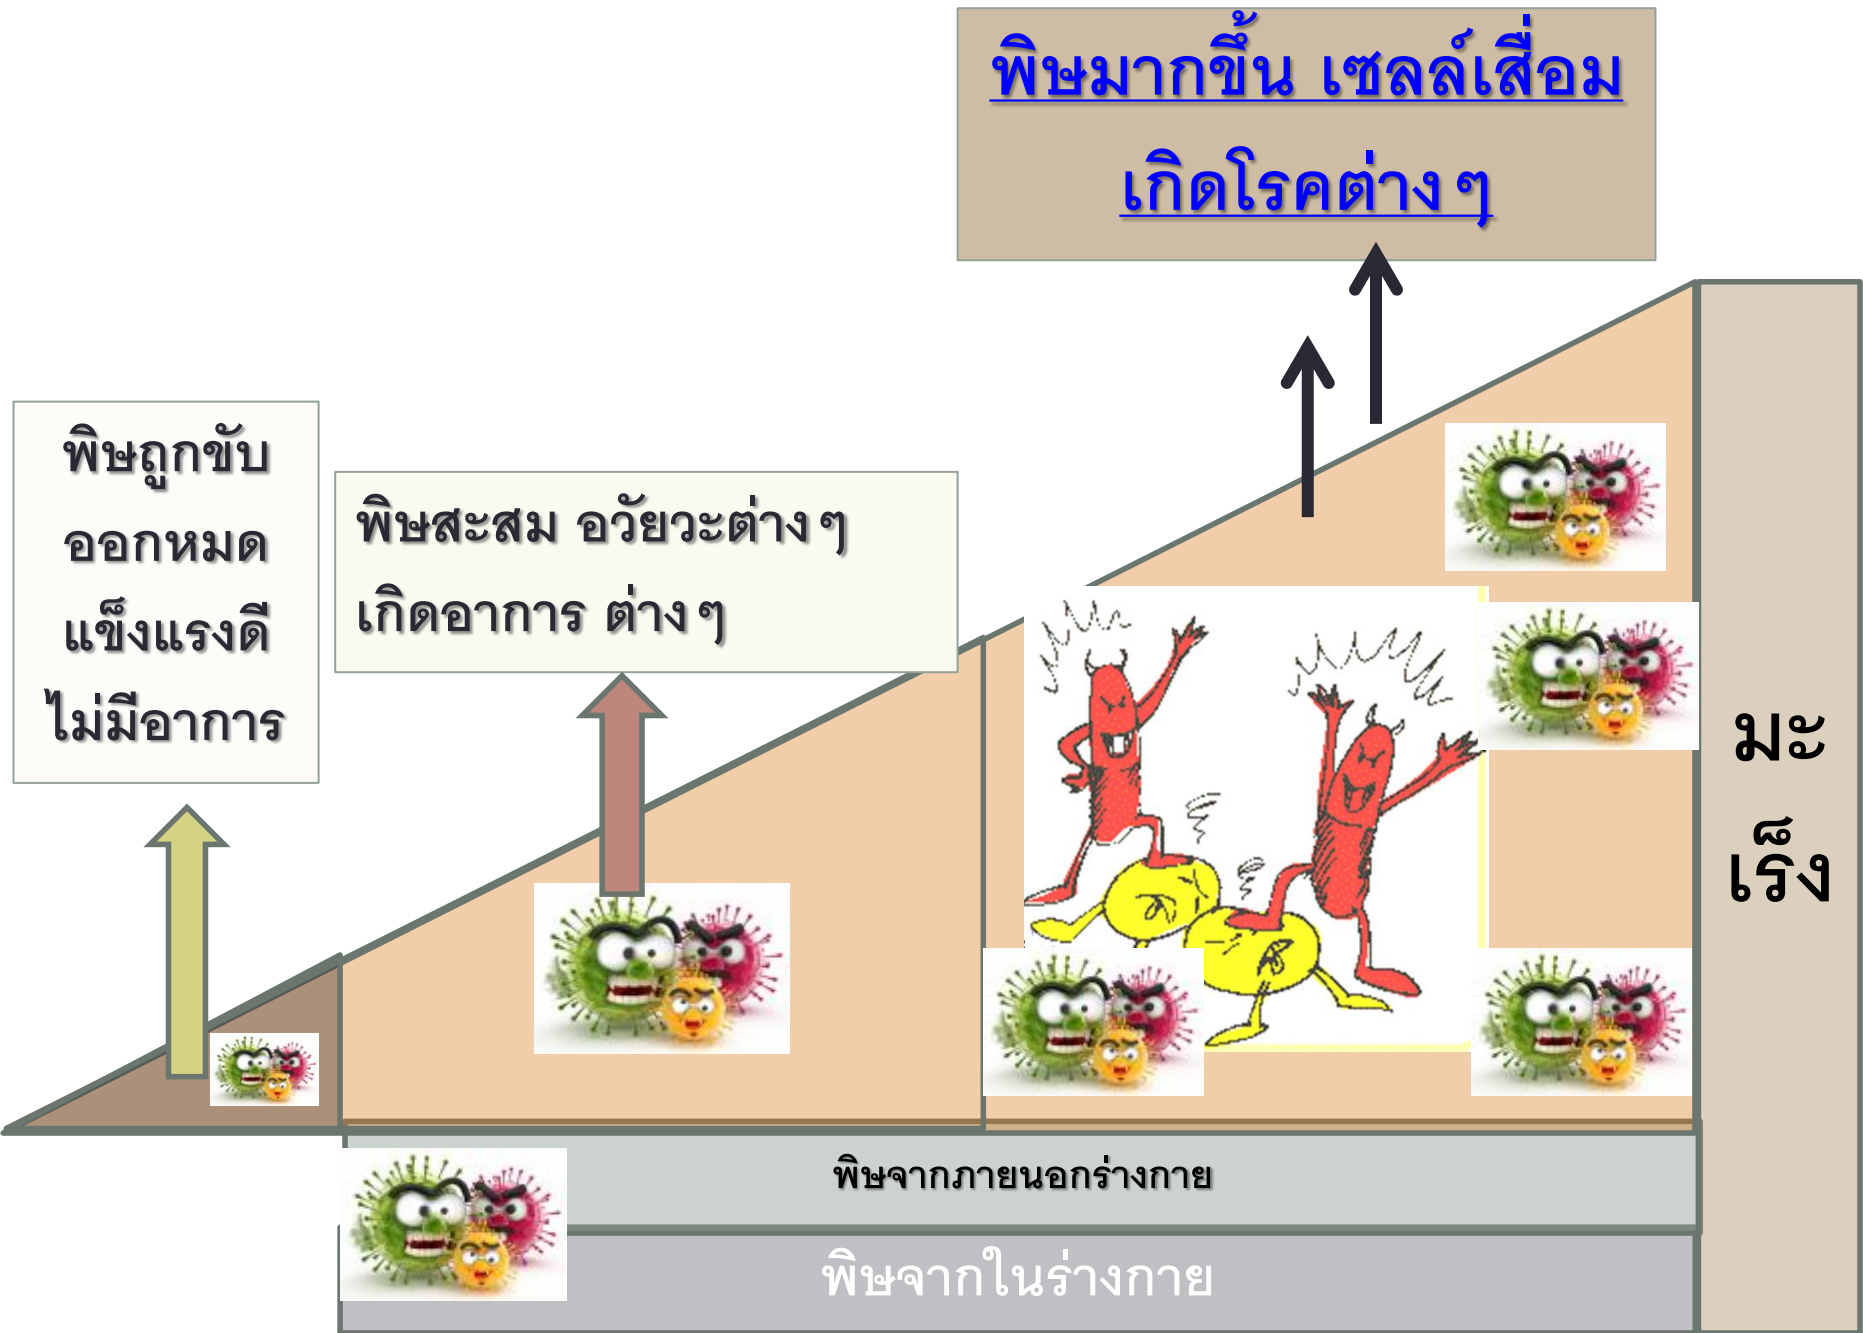 พิษมากขึ้น เซลล์เสื่อม
เกิดโรคต่างๆ
พิษถูกขับ
ออกหมด
แข็งแรงดี
ไม่มีอาการ
พิษสะสม อวัยวะต่างๆ
เกิดอาการ ต่างๆ
มะ
เร็ง
พิษจากภายนอกร่างกาย
พิษจากในร่างกาย